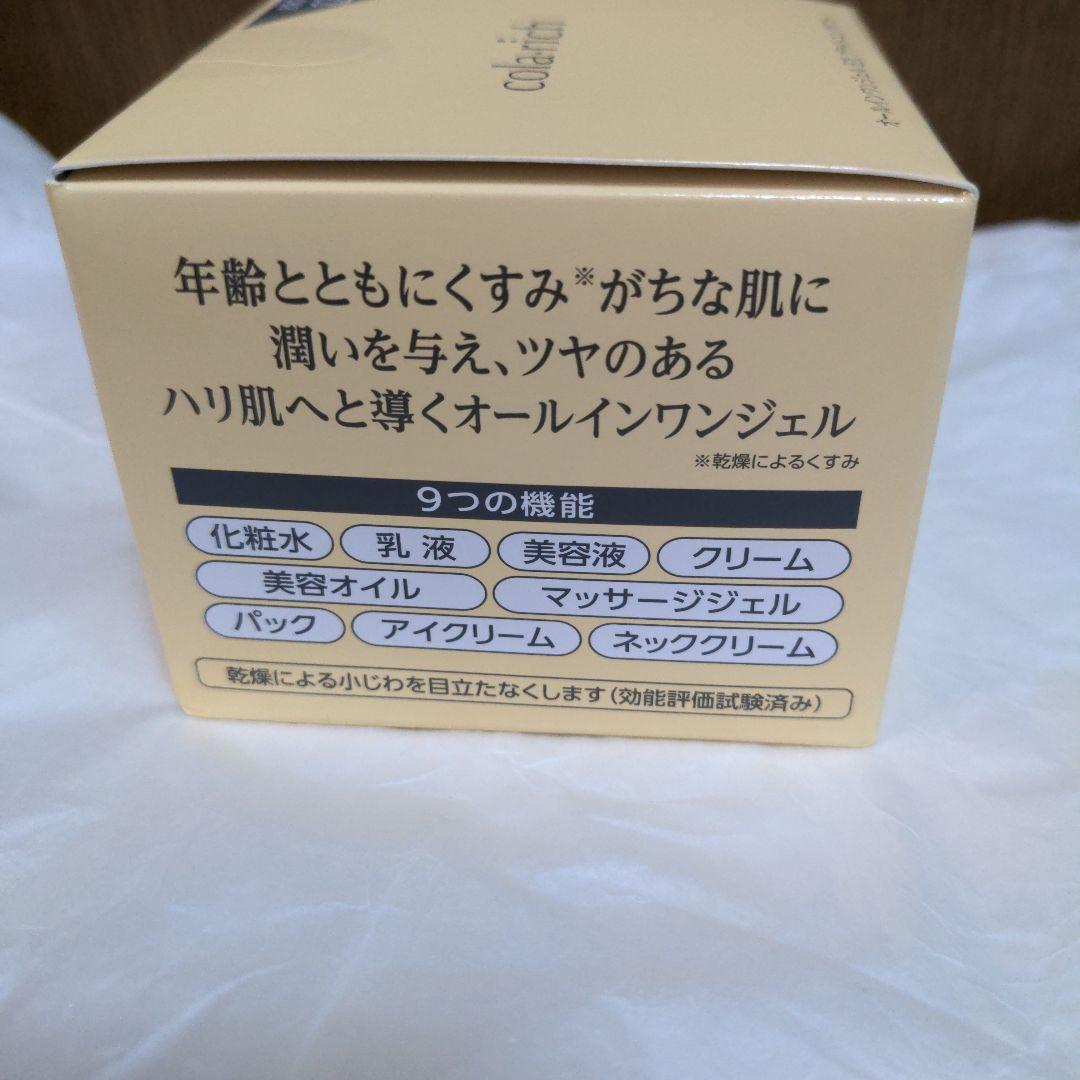 cola·rich
年齢とともにくすみ※がちな肌に
潤いを与え、ツヤのある
ハリ肌へと導くオールインワンジェル
※乾燥によるくすみ
9つの機能
化粧水 乳液 美容液 クリーム
美容オイル マッサージジェル
パック アイクリーム ネッククリーム
乾燥による小じわを目立たなくします(効能評価試験済み)